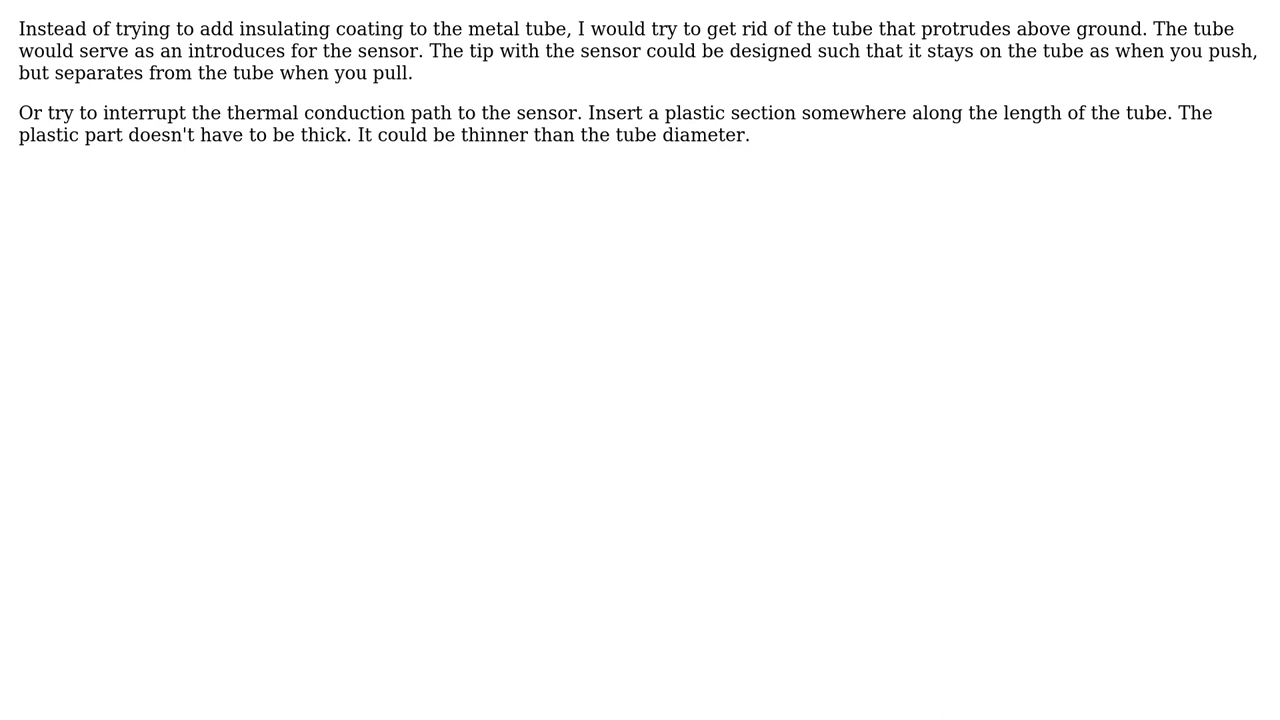 Instead of trying to add insulating coating to the metal tube, I would try to get rid of the tube that protrudes above ground. The tube
would serve as an introduces for the sensor. The tip with the sensor could be designed such that it stays on the tube as when you push,
but separates from the tube when you pull.
Or try to interrupt the thermal conduction path to the sensor. Insert a plastic section somewhere along the length of the tube. The
plastic part doesn't have to be thick. It could be thinner than the tube diameter.